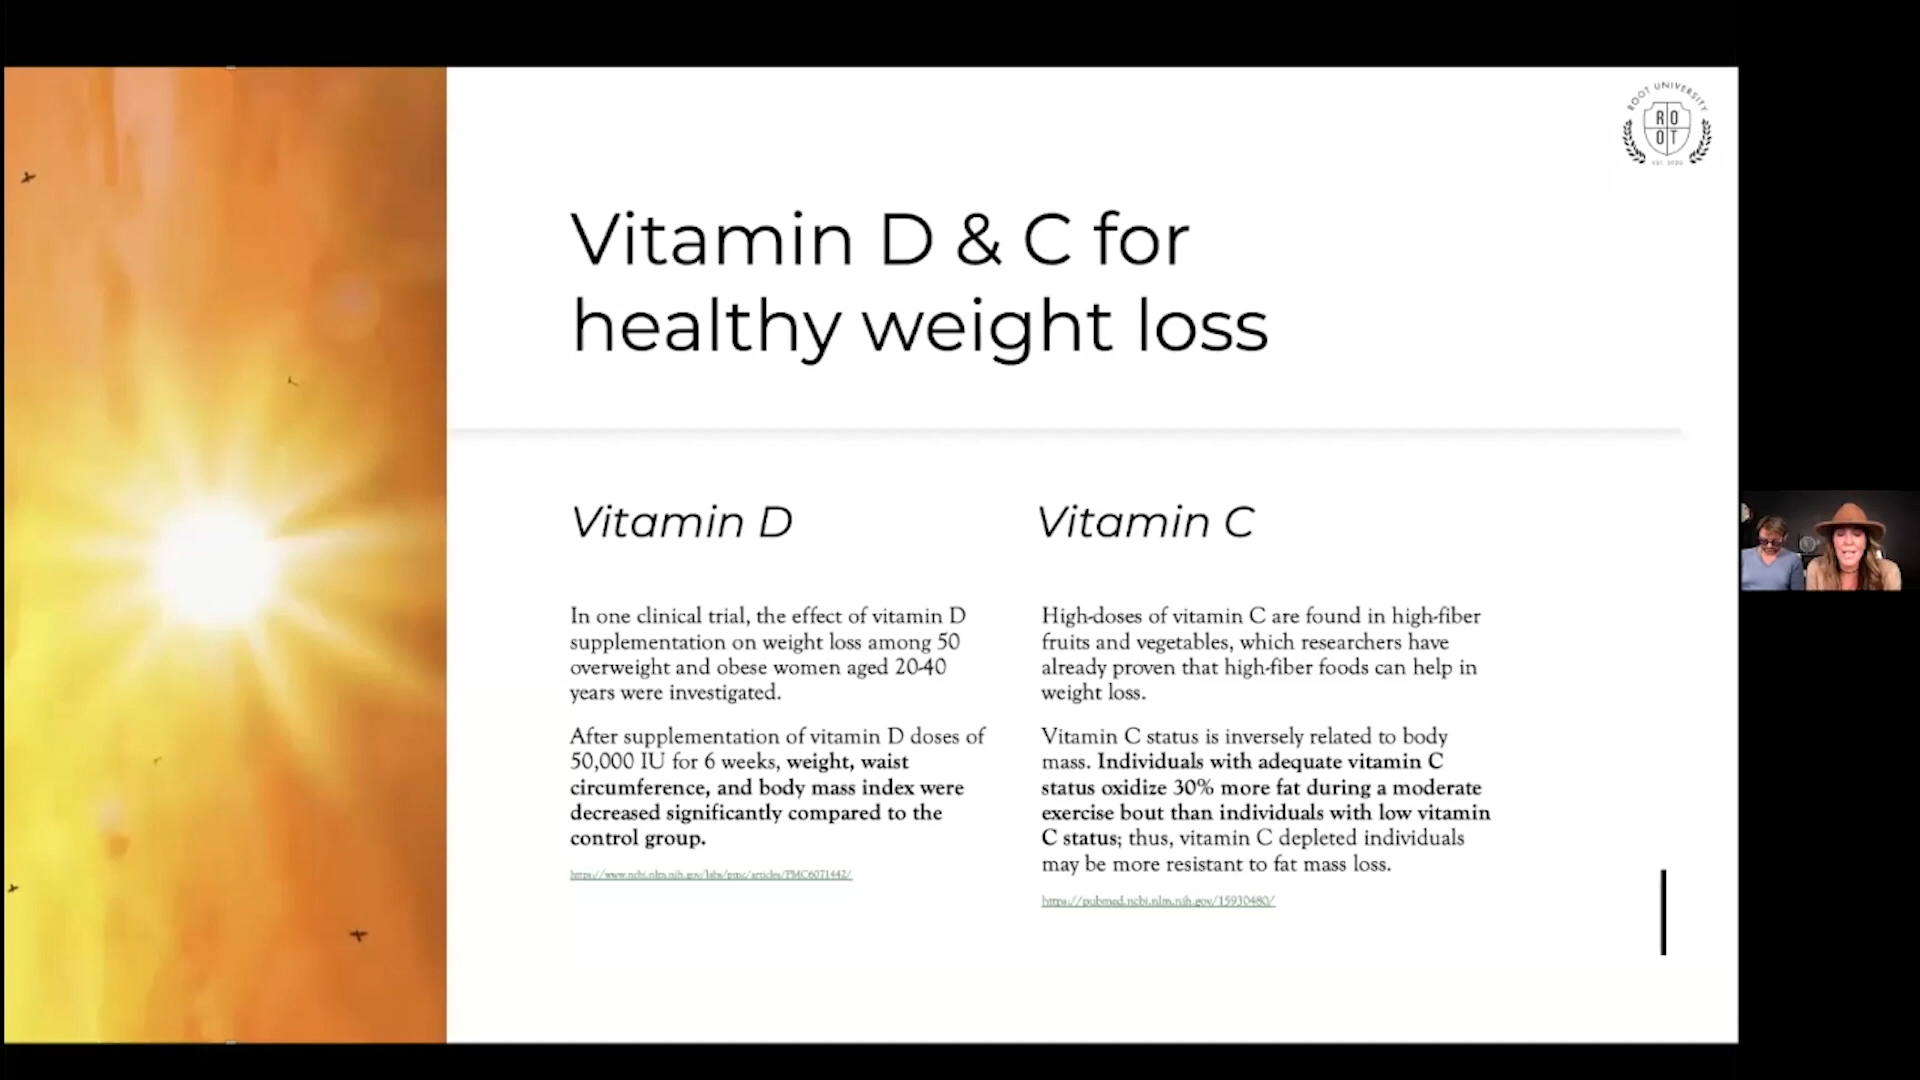 ROOT UNIVERSITY
RO
OT
EST. 2020
Vitamin D & C for
healthy weight loss
Vitamin D
In one clinical trial, the effect of vitamin D
supplementation on weight loss among 50
overweight and obese women aged 20-40
years were investigated.
After supplementation of vitamin D doses of
50,000 IU for 6 weeks, weight, waist
circumference, and body mass index were
decreased significantly compared to the
control group.
https://www.ncbi.nlm.nih.gov/labs/pmc/articles/PMC6071442/
Vitamin C
High-doses of vitamin C are found in high-fiber
fruits and vegetables, which researchers have
already proven that high-fiber foods can help in
weight loss.
Vitamin C status is inversely related to body
mass. Individuals with adequate vitamin C
status oxidize 30% more fat during a moderate
exercise bout than individuals with low vitamin
C status; thus, vitamin C depleted individuals
may be more resistant to fat mass loss.
https://pubmed.ncbi.nlm.nih.gov/15930480/